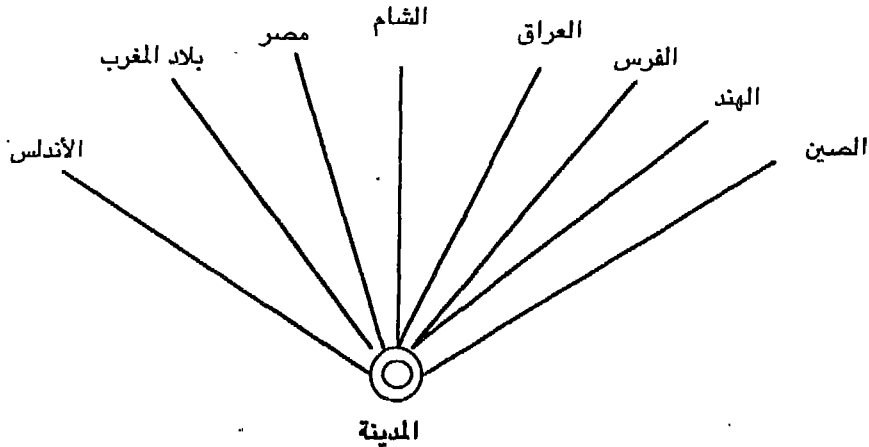 الشام
العراق
مصر
الفرس
بلاد المغرب
الهند
الصين
الأندلس
المدينة